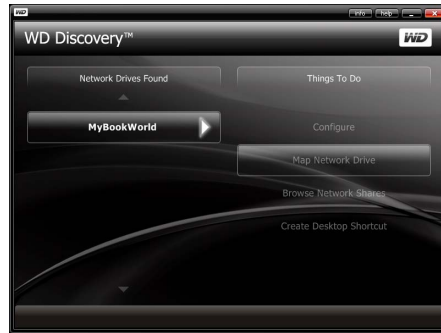 WD
info help
WD Discovery™
WD
Network Drives Found
Things To Do
MyBookWorld
Configure
Map Network Drive
Browse Network Shares
Create Desktop Shortcut